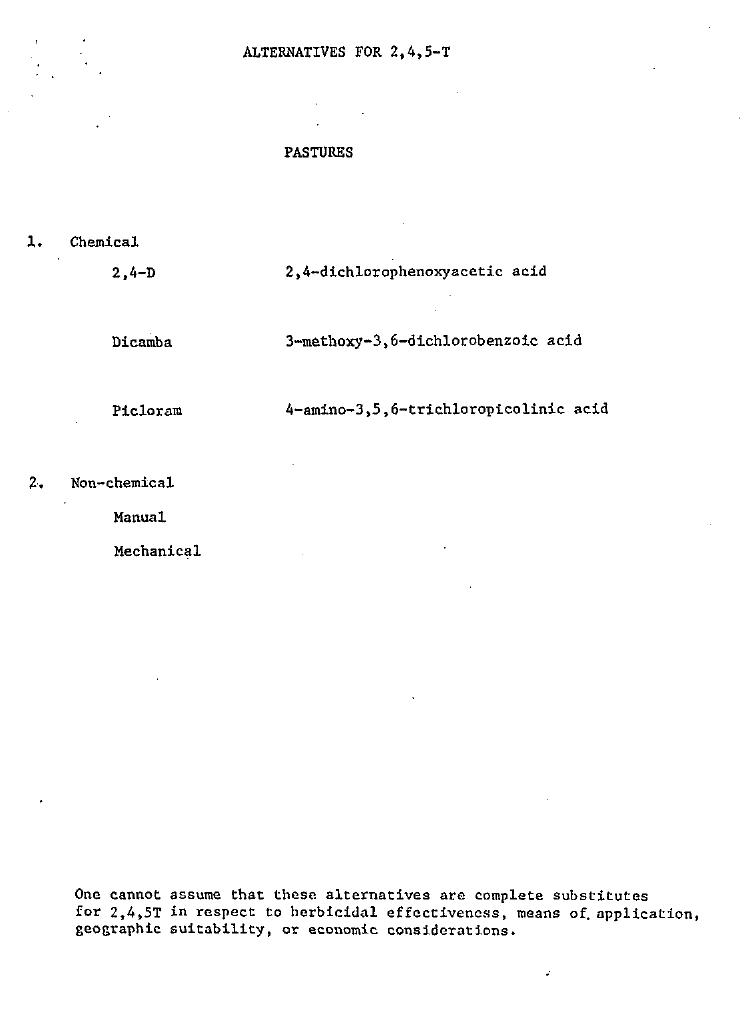 ALTERNATIVES FOR 2,4,5-T
PASTURES
1. Chemical
2,4-D 2,4-dichlorophenoxyacetic acid
Dicamba 3-methoxy-3,6-dichlorobenzoic acid
Picloram 4-amino-3,5,6-trichloropicolinic acid
2. Non-chemical
Manual
Mechanical
One cannot assume that these alternatives are complete substitutes
for 2,4,5T in respect to herbicidal effectiveness, means of application,
geographic suitability, or economic considerations.